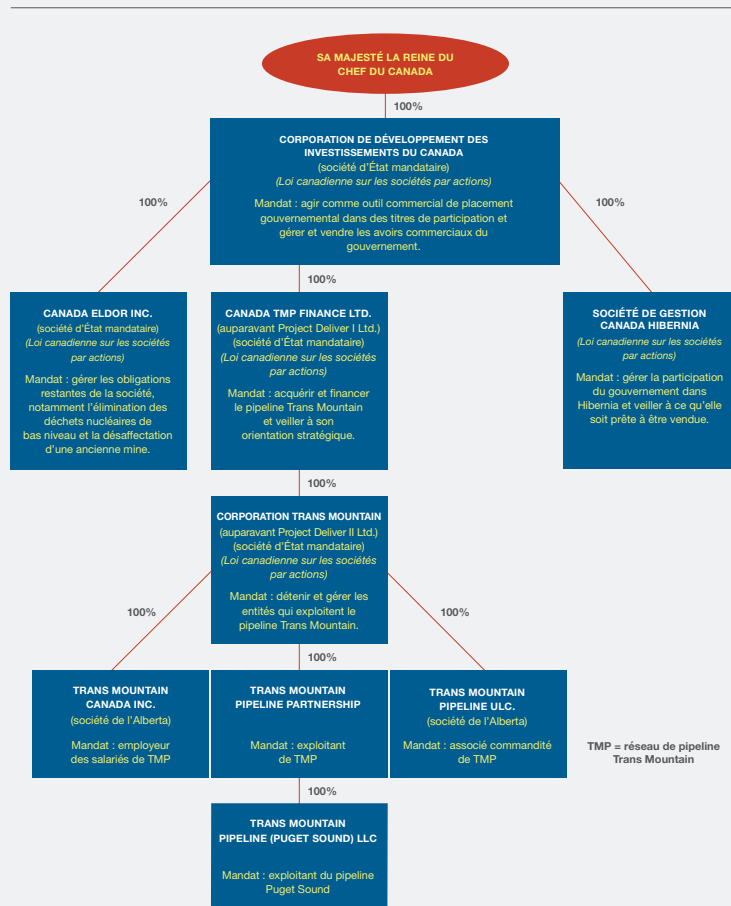 SA MAJESTÉ LA REINE DU
CHEF DU CANADA
100%
CORPORATION DE DÉVELOPPEMENT DES
INVESTISSEMENTS DU CANADA
(société d'État mandataire)
(Loi canadienne sur les sociétés par actions)
Mandat : agir comme outil commercial de placement
gouvernemental dans des titres de participation et
gérer et vendre les avoirs commerciaux du
gouvernement.
100%
100%
100%
CANADA ELDOR INC.
(société d'État mandataire)
(Loi canadienne sur les sociétés
par actions)
Mandat : gérer les obligations
restantes de la société,
notamment l'élimination des
déchets nucléaires de
bas niveau et la désaffectation
d'une ancienne mine.
CANADA TMP FINANCE LTD.
(auparavant Project Deliver I Ltd.)
(société d'État mandataire)
(Loi canadienne sur les sociétés
par actions)
Mandat : acquérir et financer
le pipeline Trans Mountain
et veiller à son
orientation stratégique.
SOCIÉTÉ DE GESTION
CANADA HIBERNIA
(Loi canadienne sur les sociétés
par actions)
Mandat : gérer la participation
du gouvernement dans
Hibernia et veiller à ce qu'elle
soit prête à être vendue.
100%
CORPORATION TRANS MOUNTAIN
(auparavant Project Deliver II Ltd.)
(société d'État mandataire)
(Loi canadienne sur les sociétés
par actions)
Mandat : détenir et gérer les
entités qui exploitent le
pipeline Trans Mountain.
100%
100%
100%
TRANS MOUNTAIN
CANADA INC.
(société de l'Alberta)
Mandat : employeur
des salariés de TMP
TRANS MOUNTAIN
PIPELINE PARTNERSHIP
Mandat : exploitant
de TMP
TRANS MOUNTAIN
PIPELINE ULC.
(société de l'Alberta)
Mandat : associé commandité
de TMP
TMP = réseau de pipeline
Trans Mountain
100%
TRANS MOUNTAIN
PIPELINE (PUGET SOUND) LLC
Mandat : exploitant du pipeline
Puget Sound